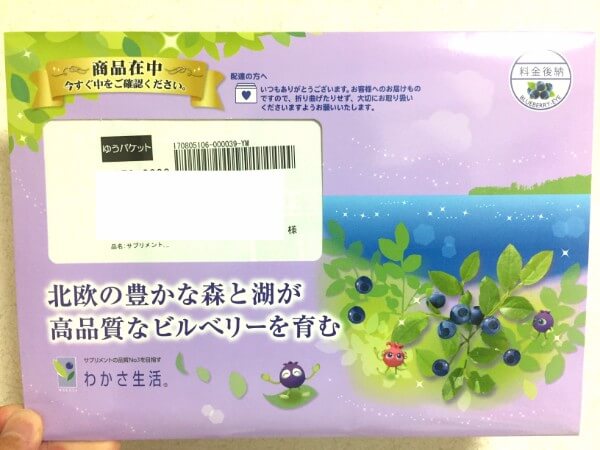 商品在中
今すぐ中をご確認ください。
配達の方へ
いつもありがとうございます。お客様へのお届けもの
ですので、折り曲げたりせず、大切にお取り扱い
くださいますようお願いいたします。
料金後納
BLUEBERRY EYE
ゆうパケット
170805106-000039-YM
様
品名:サプリメント...
北欧の豊かな森と湖が
高品質なビルベリーを育む
サプリメントの品質No.1を目指す
わかさ生活。